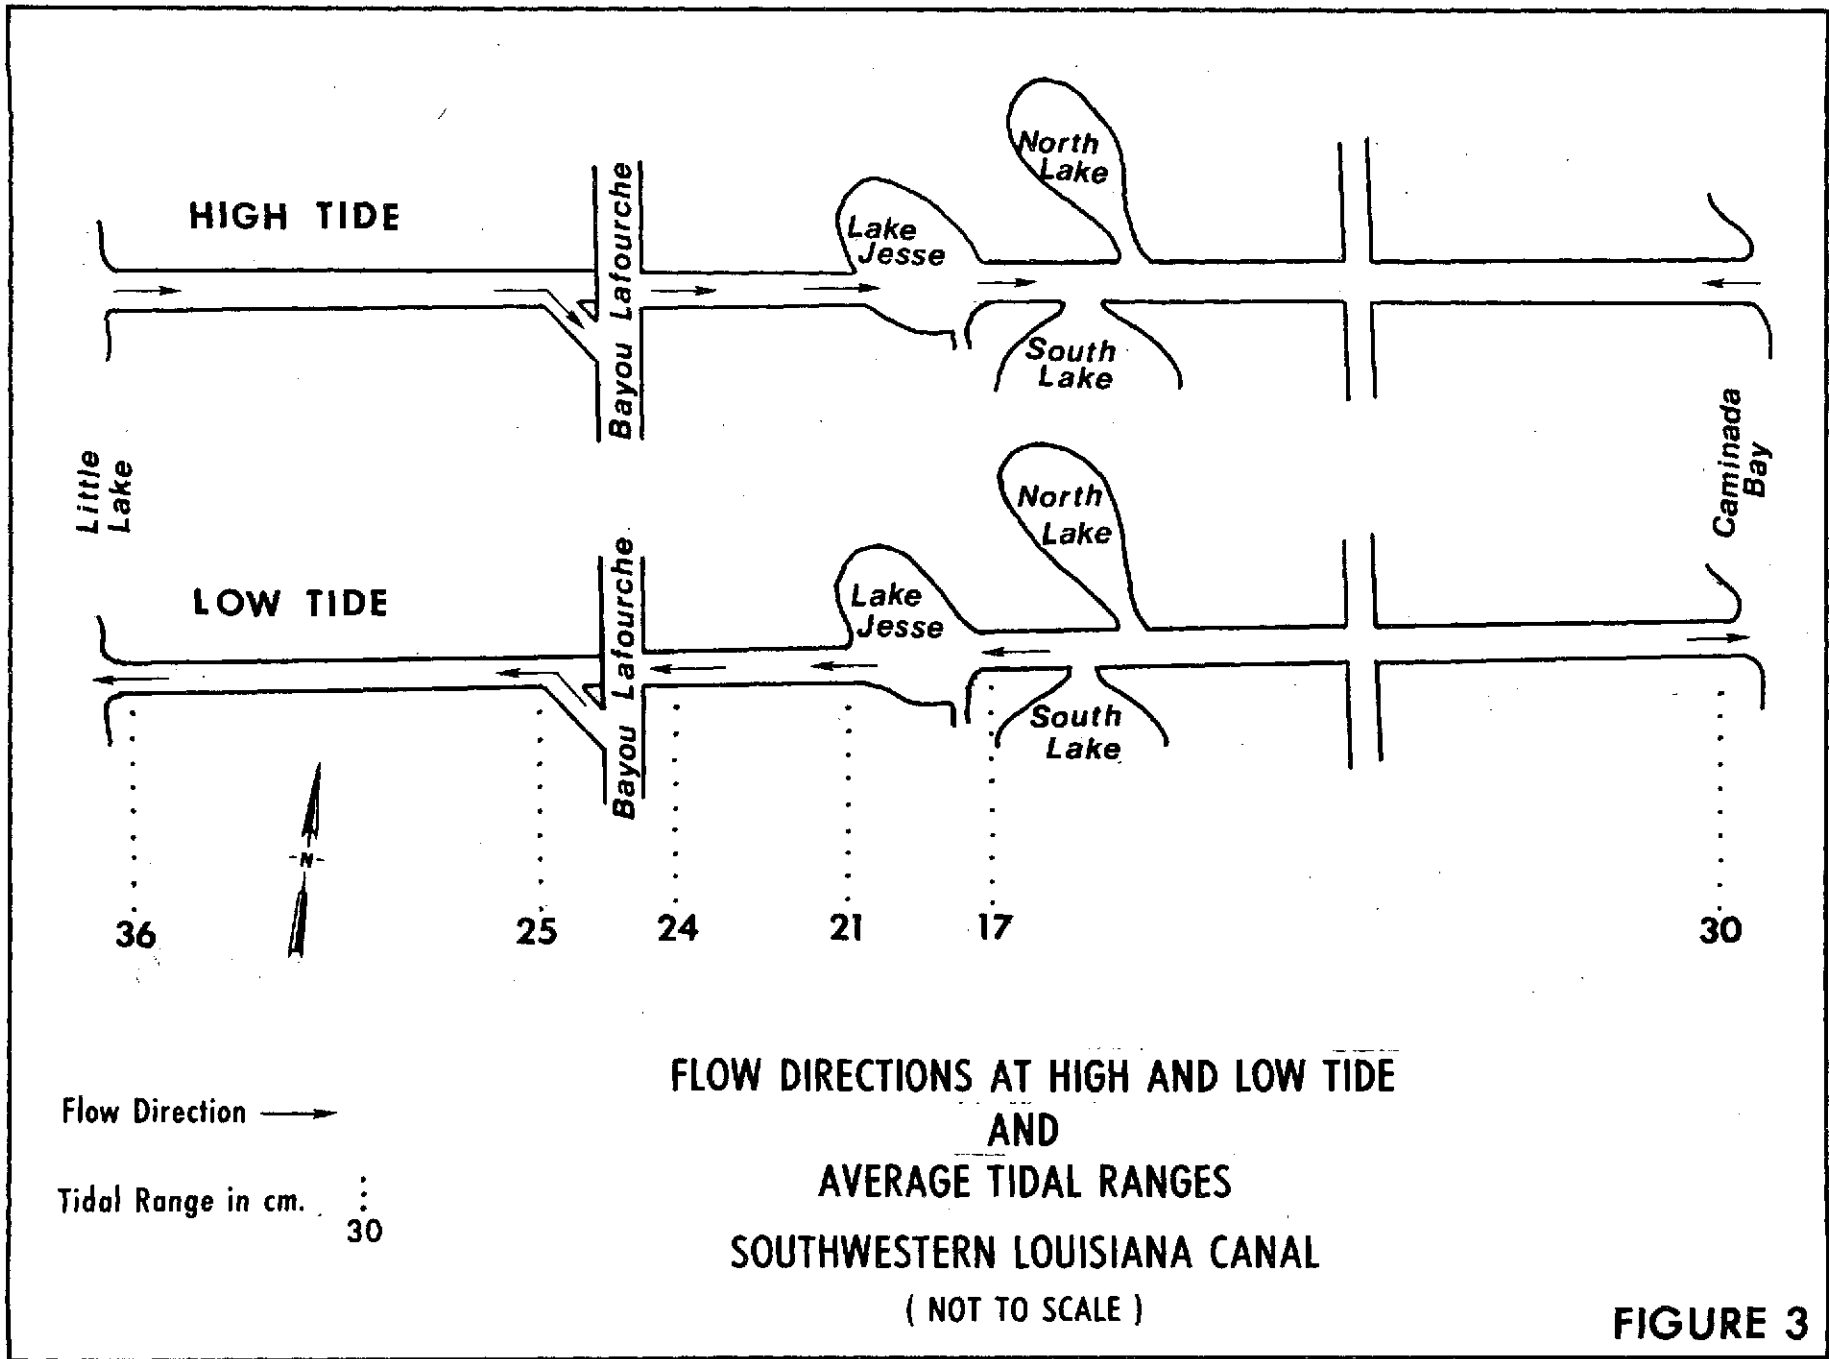 HIGH TIDE
Bayou Lafourche
Lake
Jesse
North
Lake
South
Lake
Little
Lake
Caminada
Bay
LOW TIDE
Bayou Lafourche
Lake
Jesse
North
Lake
South
Lake
N
36 25 24 21 17 30
Flow Direction
Tidal Range in cm.
30
FLOW DIRECTIONS AT HIGH AND LOW TIDE
AND
AVERAGE TIDAL RANGES
SOUTHWESTERN LOUISIANA CANAL
( NOT TO SCALE )
FIGURE 3